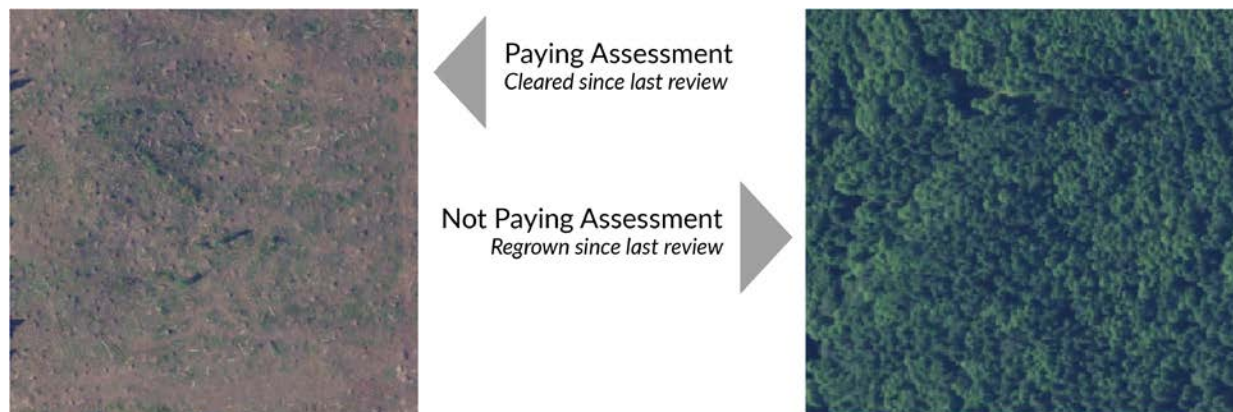 Paying Assessment
Cleared since last review
Not Paying Assessment
Regrown since last review